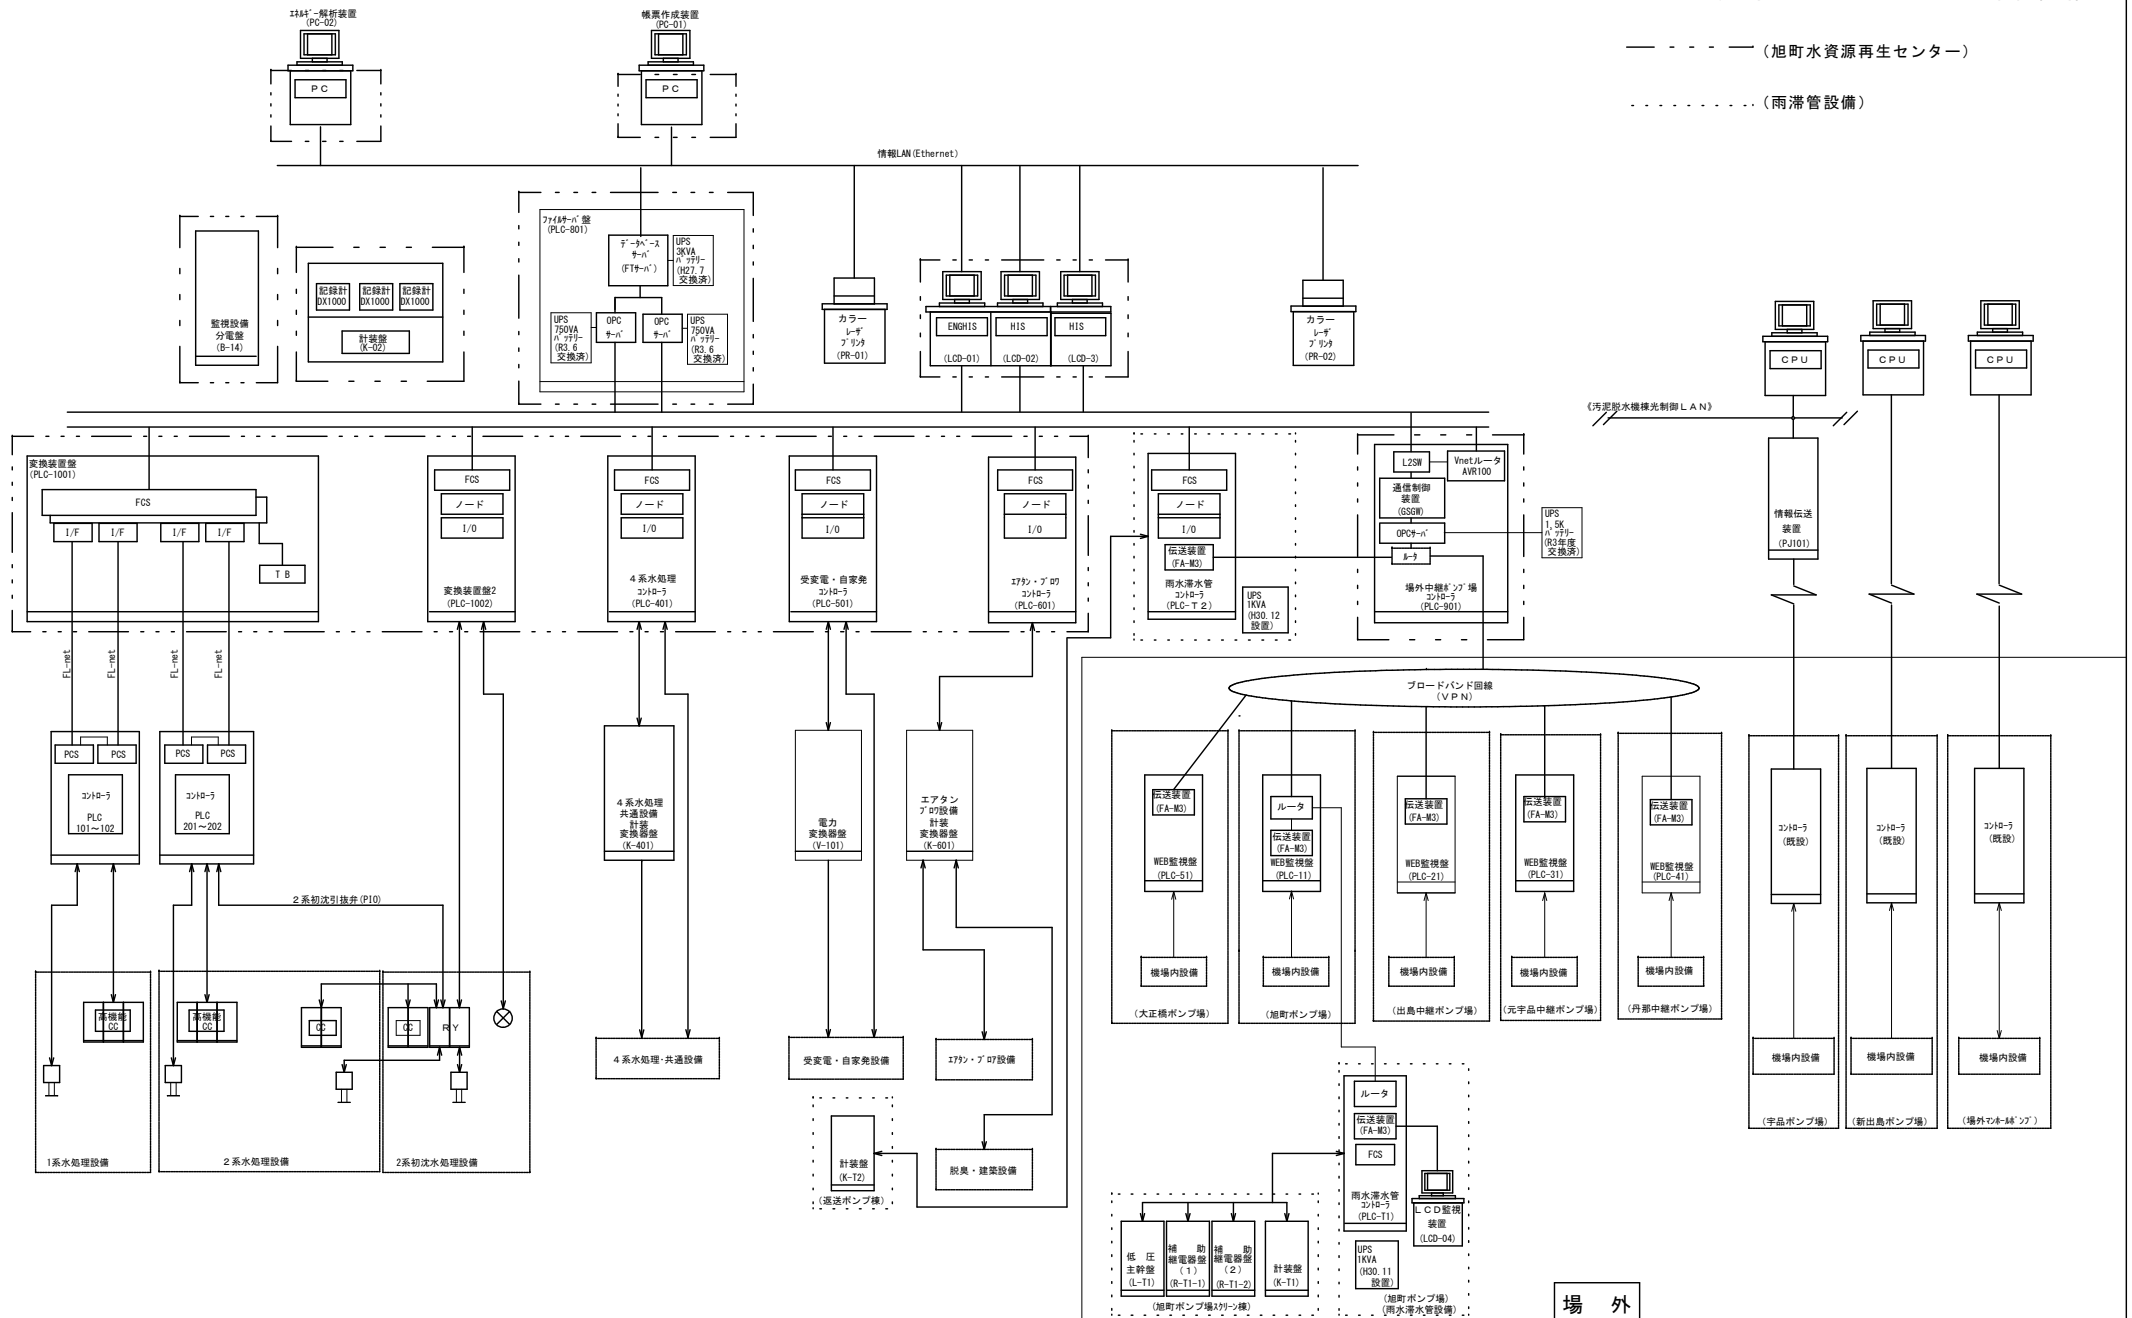 エネルギー解析装置
(PC-02)
PC
帳票作成装置
(PC-01)
PC
(旭町水資源再生センター)
(雨滞管設備)
情報LAN(Ethernet)
監視設備
分電盤
(B-14)
記録計
DX1000
記録計
DX1000
記録計
DX1000
計装盤
(K-02)
ファイルサーバ盤
(PLC-801)
データベース
サーバ
(FTサーバ)
UPS
3KVA
バッテリー
(H27.7
交換済)
UPS
750VA
バッテリー
(R3.6
交換済)
OPC
サーバ
OPC
サーバ
UPS
750VA
バッテリー
(R3.6
交換済)
カラー
レーザ
プリンタ
(PR-01)
ENGHIS
(LCD-01)
HIS
(LCD-02)
HIS
(LCD-3)
カラー
レーザ
プリンタ
(PR-02)
CPU
CPU
CPU
《汚泥脱水機棟光制御LAN》
変換装置盤
(PLC-1001)
FCS
I/F
I/F
I/F
I/F
TB
FCS
ノード
I/O
変換装置盤2
(PLC-1002)
FCS
ノード
I/O
4系水処理
コントローラ
(PLC-401)
FCS
ノード
I/O
受変電・自家発
コントローラ
(PLC-501)
FCS
ノード
I/O
エアタン・ブロワ
コントローラ
(PLC-601)
FCS
ノード
I/O
伝送装置
(FA-M3)
雨水滞水管
コントローラ
(PLC-T2)
UPS
1KVA
(H30.12
設置)
L2SW
Vnetルータ
AVR100
通信制御
装置
(GSGW)
OPCサーバ
ルータ
場外中継ポンプ場
コントローラ
(PLC-901)
UPS
1.5K
バッテリー
(R3年度
交換済)
情報伝送
装置
(PJ101)
FL-net
FL-net
FL-net
FL-net
ブロードバンド回線
(VPN)
PCS
PCS
コントローラ
PLC
101～102
PCS
PCS
コントローラ
PLC
201～202
4系水処理
共通設備
計装
変換器盤
(K-401)
電力
変換器盤
(V-101)
エアタン
ブロワ設備
計装
変換器盤
(K-601)
伝送装置
(FA-M3)
WEB監視盤
(PLC-51)
ルータ
伝送装置
(FA-M3)
WEB監視盤
(PLC-11)
伝送装置
(FA-M3)
WEB監視盤
(PLC-21)
伝送装置
(FA-M3)
WEB監視盤
(PLC-31)
伝送装置
(FA-M3)
WEB監視盤
(PLC-41)
コントローラ
(既設)
コントローラ
(既設)
コントローラ
(既設)
2系初沈引抜弁(PIO)
機場内設備
機場内設備
機場内設備
機場内設備
機場内設備
(大正橋ポンプ場)
(旭町ポンプ場)
(出島中継ポンプ場)
(元宇品中継ポンプ場)
(丹那中継ポンプ場)
高機能
CC
高機能
CC
CC
CC
RY
1系水処理設備
2系水処理設備
2系初沈水処理設備
4系水処理・共通設備
受変電・自家発設備
エアタン・ブロア設備
機場内設備
機場内設備
機場内設備
(宇品ポンプ場)
(新出島ポンプ場)
(場外マンホールポンプ)
計装盤
(K-T2)
(返送ポンプ棟)
脱臭・建築設備
ルータ
伝送装置
(FA-M3)
FCS
雨水滞水管
コントローラ
(PLC-T1)
LCD監視
装置
(LCD-04)
UPS
1KVA
(H30.11
設置)
低圧
主幹盤
(L-T1)
補助
継電器盤
(1)
(R-T1-1)
補助
継電器盤
(2)
(R-T1-2)
計装盤
(K-T1)
(旭町ポンプ場スクリーン棟)
(旭町ポンプ場)
(雨水滞水管設備)
場 外